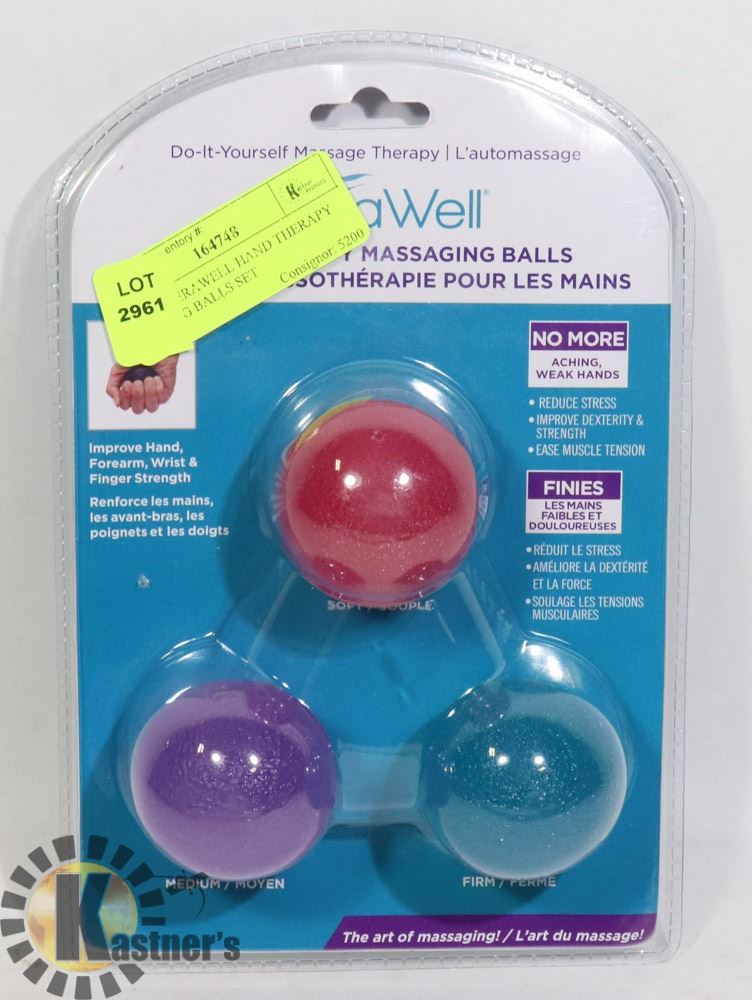 Do-It-Yourself Massage Therapy | L'automassage
aWell®
MASSAGING BALLS
POUR LES MAINS
entory #:
164748
Kastner Auctions
LOT
2961
ERAWELL HAND THERAPY
G BALLS SET
Consignor: 5200
NO MORE
ACHING,
WEAK HANDS
• REDUCE STRESS
• IMPROVE DEXTERITY &
STRENGTH
• EASE MUSCLE TENSION
Improve Hand,
Forearm, Wrist &
Finger Strength
Renforce les mains,
les avant-bras, les
poignets et les doigts
FINIES
LES MAINS
FAIBLES ET
DOULOUREUSES
• RÉDUIT LE STRESS
• AMÉLIORE LA DEXTÉRITÉ
ET LA FORCE
• SOULAGE LES TENSIONS
MUSCULAIRES
SOFT / SOUPLE
MEDIUM / MOYEN
FIRM / FERME
The art of massaging! / L'art du massage!
Kastner's